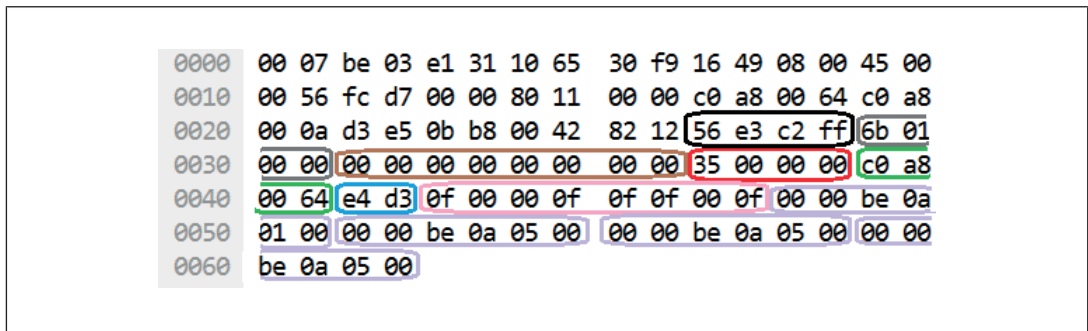 0000 00 07 be 03 e1 31 10 65 30 f9 16 49 08 00 45 00
0010 00 56 fc d7 00 00 80 11 00 00 c0 a8 00 64 c0 a8
0020 00 0a d3 e5 0b b8 00 42 82 12 56 e3 c2 ff 6b 01
0030 00 00 00 00 00 00 00 00 00 00 35 00 00 00 c0 a8
0040 00 64 e4 d3 0f 00 00 0f 0f 0f 00 0f 00 00 be 0a
0050 01 00 00 00 be 0a 05 00 00 00 be 0a 05 00 00 00
0060 be 0a 05 00